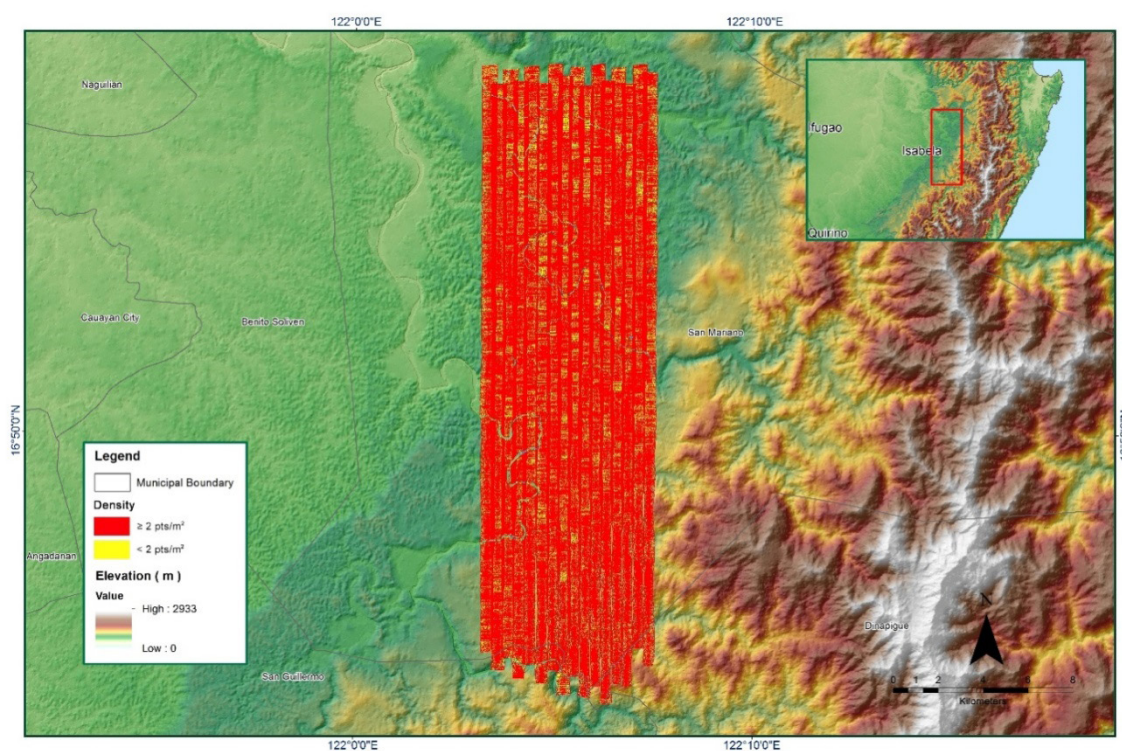 122°0'0"E
122°10'0"E
Naguilian
Ifugao
Isabela
Quirino
Cauayan City
Benito Soliven
San Mariano
16°50'0"N
Legend
Municipal Boundary
Density
≥ 2 pts/m²
< 2 pts/m²
Angadanan
Elevation ( m )
Value
High : 2933
Low : 0
Dinapigue
San Guillermo
N
0 1 2 4 6 8
Kilometers
122°0'0"E
122°10'0"E